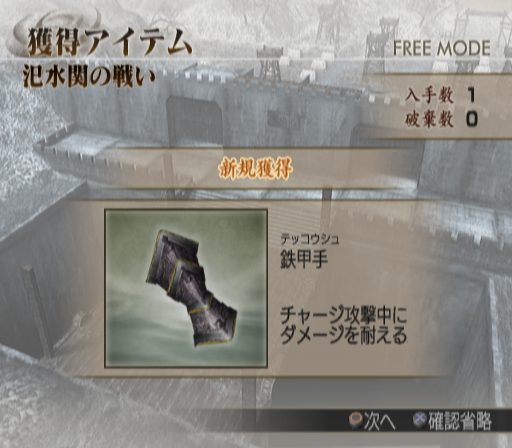 獲得アイテム
FREE MODE
汜水関の戦い
入手数 1
破棄数 0
新規獲得
テッコウシュ
鉄甲手
チャージ攻撃中に
ダメージを耐える
次へ 確認省略